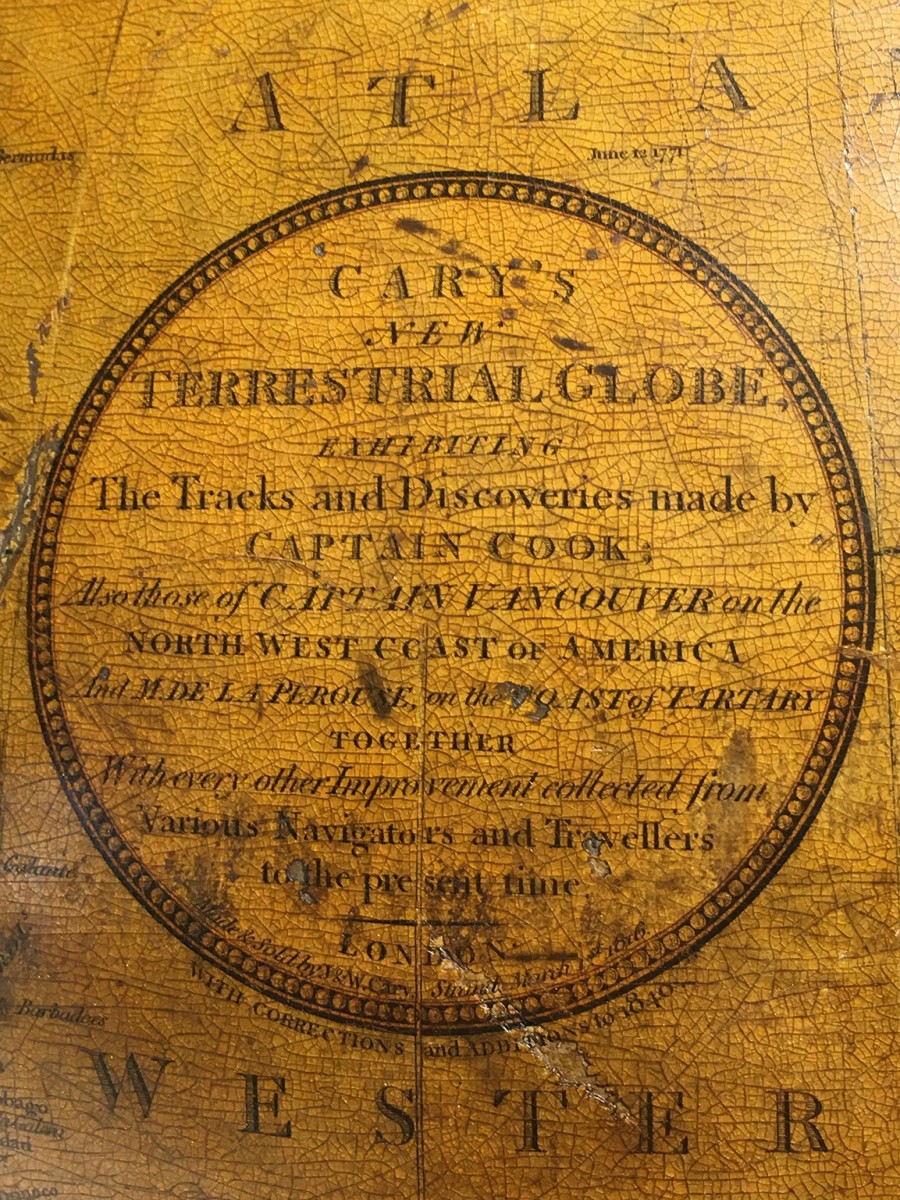 ATLA
Bermudas
June 12 1771
CARY'S
NEW
TERRESTRIAL GLOBE,
EXHIBITING
The Tracks and Discoveries made by
CAPTAIN COOK;
Also those of CAPTAIN VANCOUVER on the
NORTH WEST COAST OF AMERICA
And M. DE LA PEROUSE, on the COAST of TARTARY
TOGETHER
With every other Improvement collected from
Various Navigators and Travellers
to the present time.
LONDON.
Made & Sold by J & W. Cary Strand, March 1st 1816.
WITH CORRECTIONS and ADDITIONS to 1840
Galante
Barbadoes
WESTER